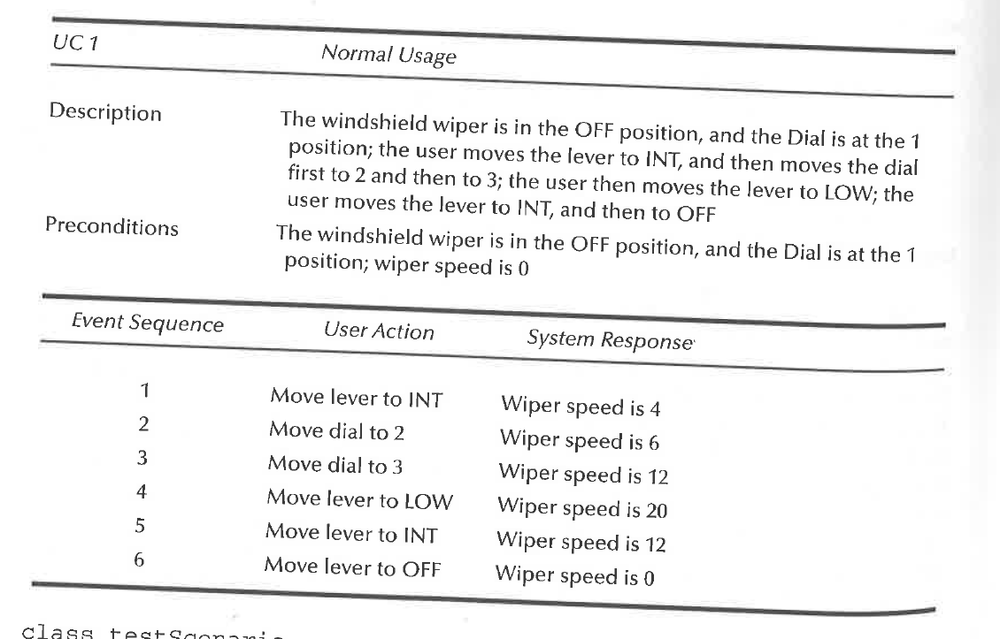 UC 1 Normal Usage
Description The windshield wiper is in the OFF position, and the Dial is at the 1
position; the user moves the lever to INT, and then moves the dial
first to 2 and then to 3; the user then moves the lever to LOW; the
user moves the lever to INT, and then to OFF
Preconditions The windshield wiper is in the OFF position, and the Dial is at the 1
position; wiper speed is 0
Event Sequence User Action System Response
1 Move lever to INT Wiper speed is 4
2 Move dial to 2 Wiper speed is 6
3 Move dial to 3 Wiper speed is 12
4 Move lever to LOW Wiper speed is 20
5 Move lever to INT Wiper speed is 12
6 Move lever to OFF Wiper speed is 0
class testScenario